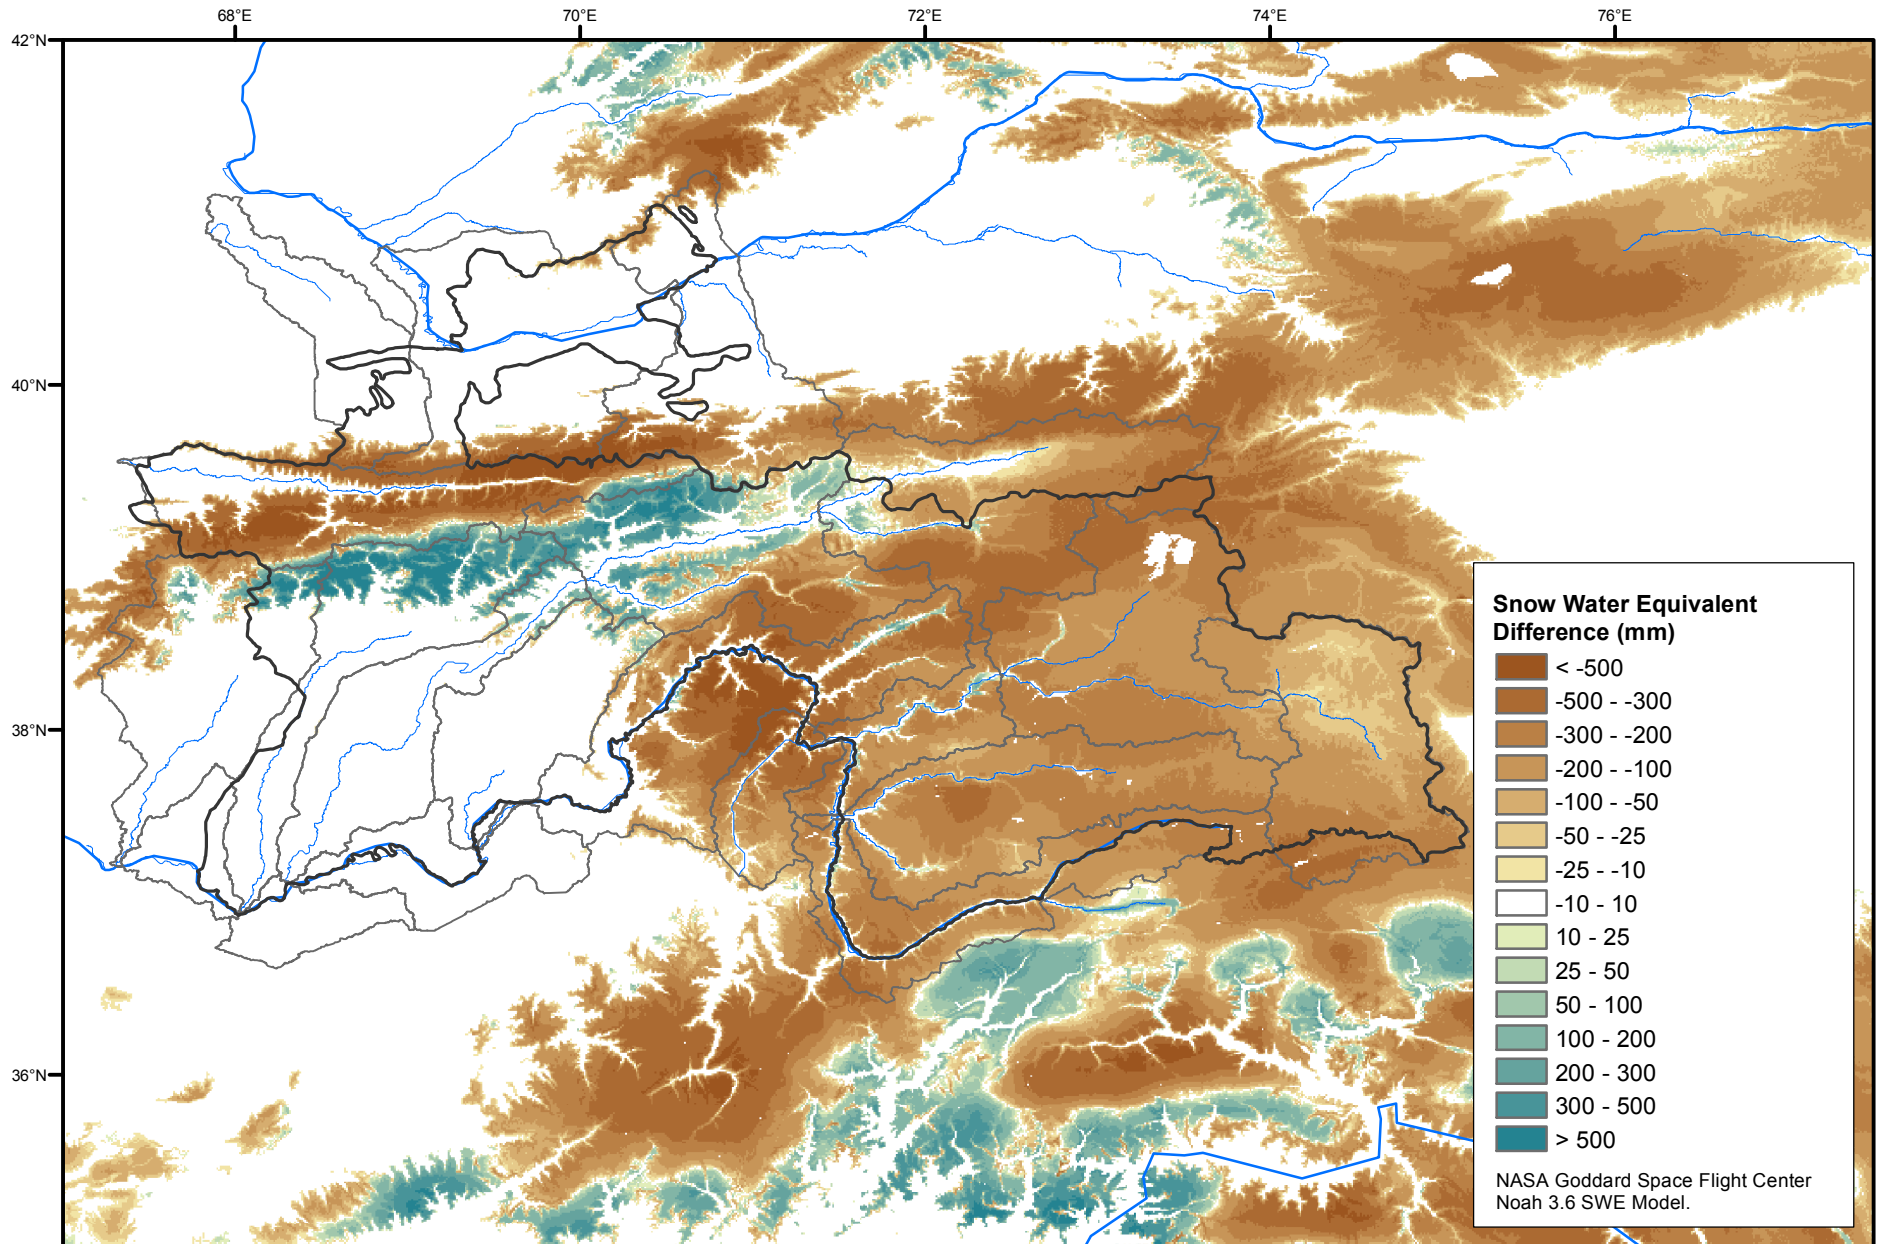 68°E 70°E 72°E 74°E 76°E
42°N
40°N
38°N
36°N
Snow Water Equivalent
Difference (mm)
< -500
-500 - -300
-300 - -200
-200 - -100
-100 - -50
-50 - -25
-25 - -10
-10 - 10
10 - 25
25 - 50
50 - 100
100 - 200
200 - 300
300 - 500
> 500
NASA Goddard Space Flight Center
Noah 3.6 SWE Model.